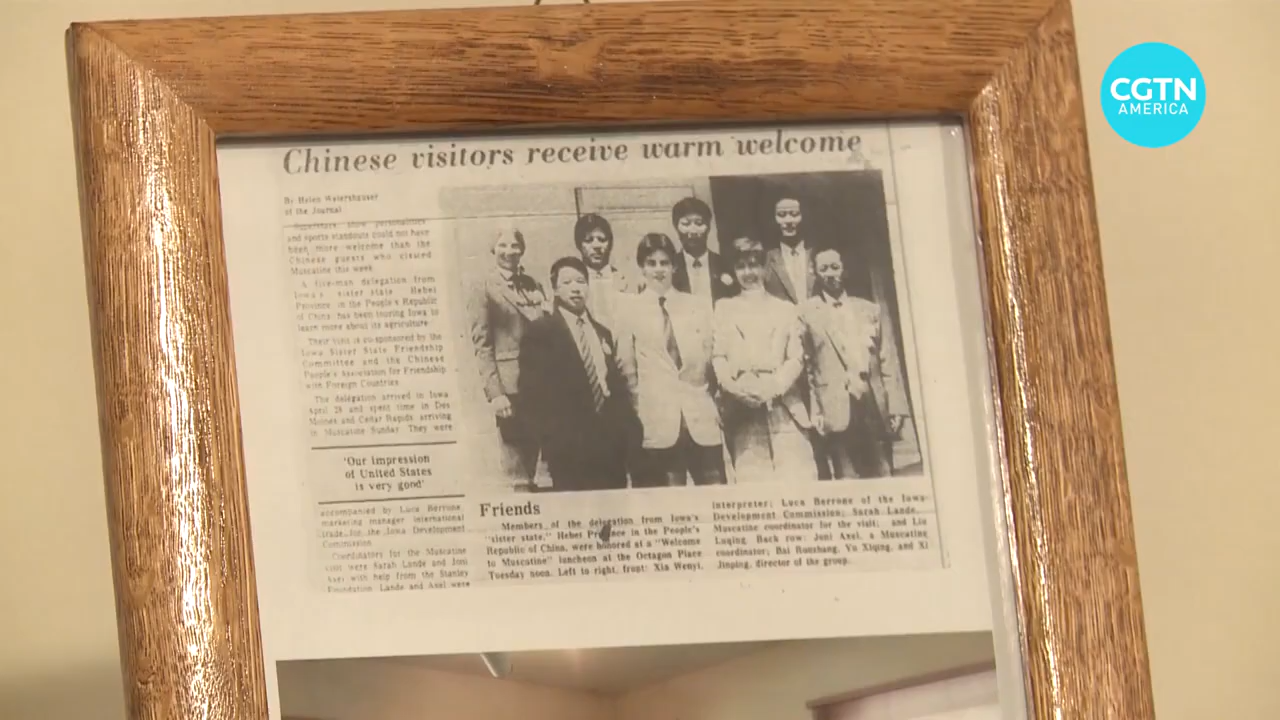 CGTN
AMERICA
Chinese visitors receive warm welcome
By Helen Watershauser
of the Journal
and sports standouts could not have
been more welcome than the
Chinese guests who visited
Muscatine this week
A five-man delegation from
Iowa's sister state Hebei
Province in the People's Republic
of China has been touring Iowa to
learn more about its agriculture
Their visit is co-sponsored by the
Iowa Sister State Friendship
Committee and the Chinese
People's Association for Friendship
with Foreign Countries
The delegation arrived in Iowa
April 28 and spent time in Des
Moines and Cedar Rapids arriving
in Muscatine Sunday They were
'Our impression
of United States
is very good'
accompanied by Luca Berrone
marketing manager international
trade for the Iowa Development
Commission
Coordinators for the Muscatine
visit were Sarah Lande and Joni
Axel with help from the Stanley
Foundation Lande and Axel were
Friends
Members of the delegation from Iowa's
"sister state," Hebei Province in the People's
Republic of China, were honored at a "Welcome
to Muscatine" luncheon at the Octagon Place
Tuesday noon. Left to right, front: Xia Wenyi,
interpreter; Luca Berrone of the Iowa
Development Commission; Sarah Lande,
Muscatine coordinator for the visit; and Liu
Luqing. Back row: Joni Axel, a Muscatine
coordinator; Bai Runzhang, Yu Xiqing, and Xi
Jinping, director of the group.